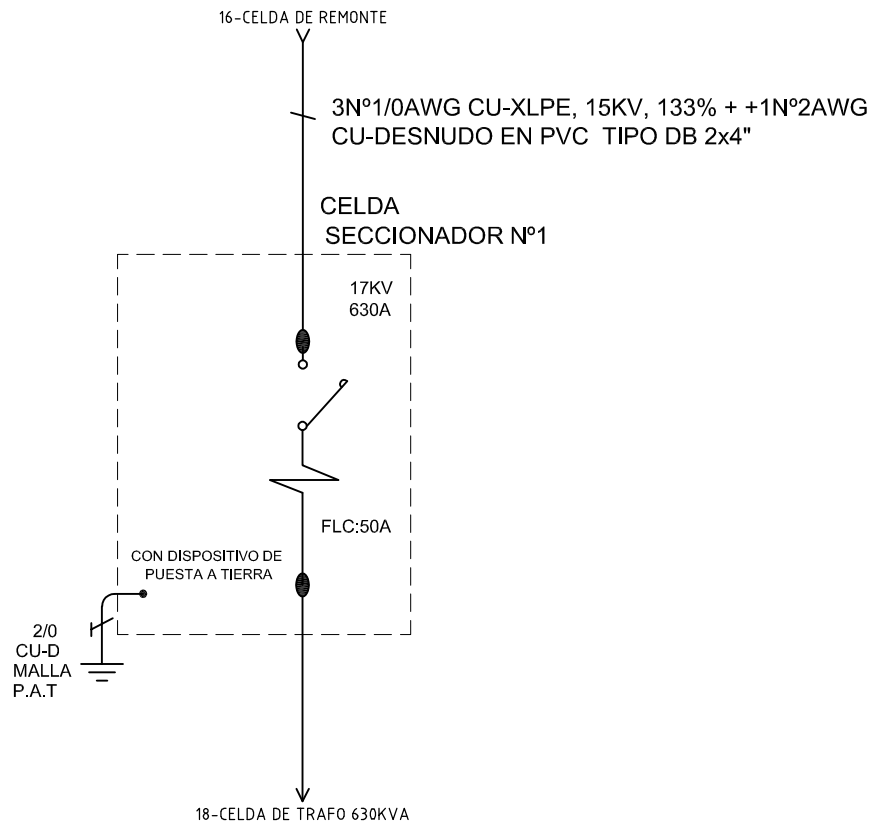 16-CELDA DE REMONTE
3Nº1/0AWG CU-XLPE, 15KV, 133% + +1Nº2AWG
CU-DESNUDO EN PVC TIPO DB 2x4"
CELDA
SECCIONADOR Nº1
17KV
630A
FLC:50A
CON DISPOSITIVO DE
PUESTA A TIERRA
2/0
CU-D
MALLA
P.A.T
18-CELDA DE TRAFO 630KVA